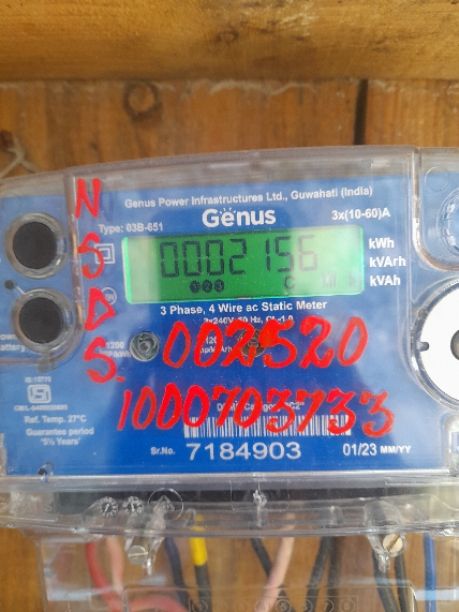 Genus Power Infrastructures Ltd., Guwahati (India)
Genus
Type: 03B-651
3x(10-60)A
N
S
D
S.
0002156
kWh
kVArh
kVAh
3 Phase, 4 Wire ac Static Meter
002520
1000703733
Ref. Temp. 27°C
Guarantee period
"5½ Years"
Sr.No. 7184903
01/23 MM/YY